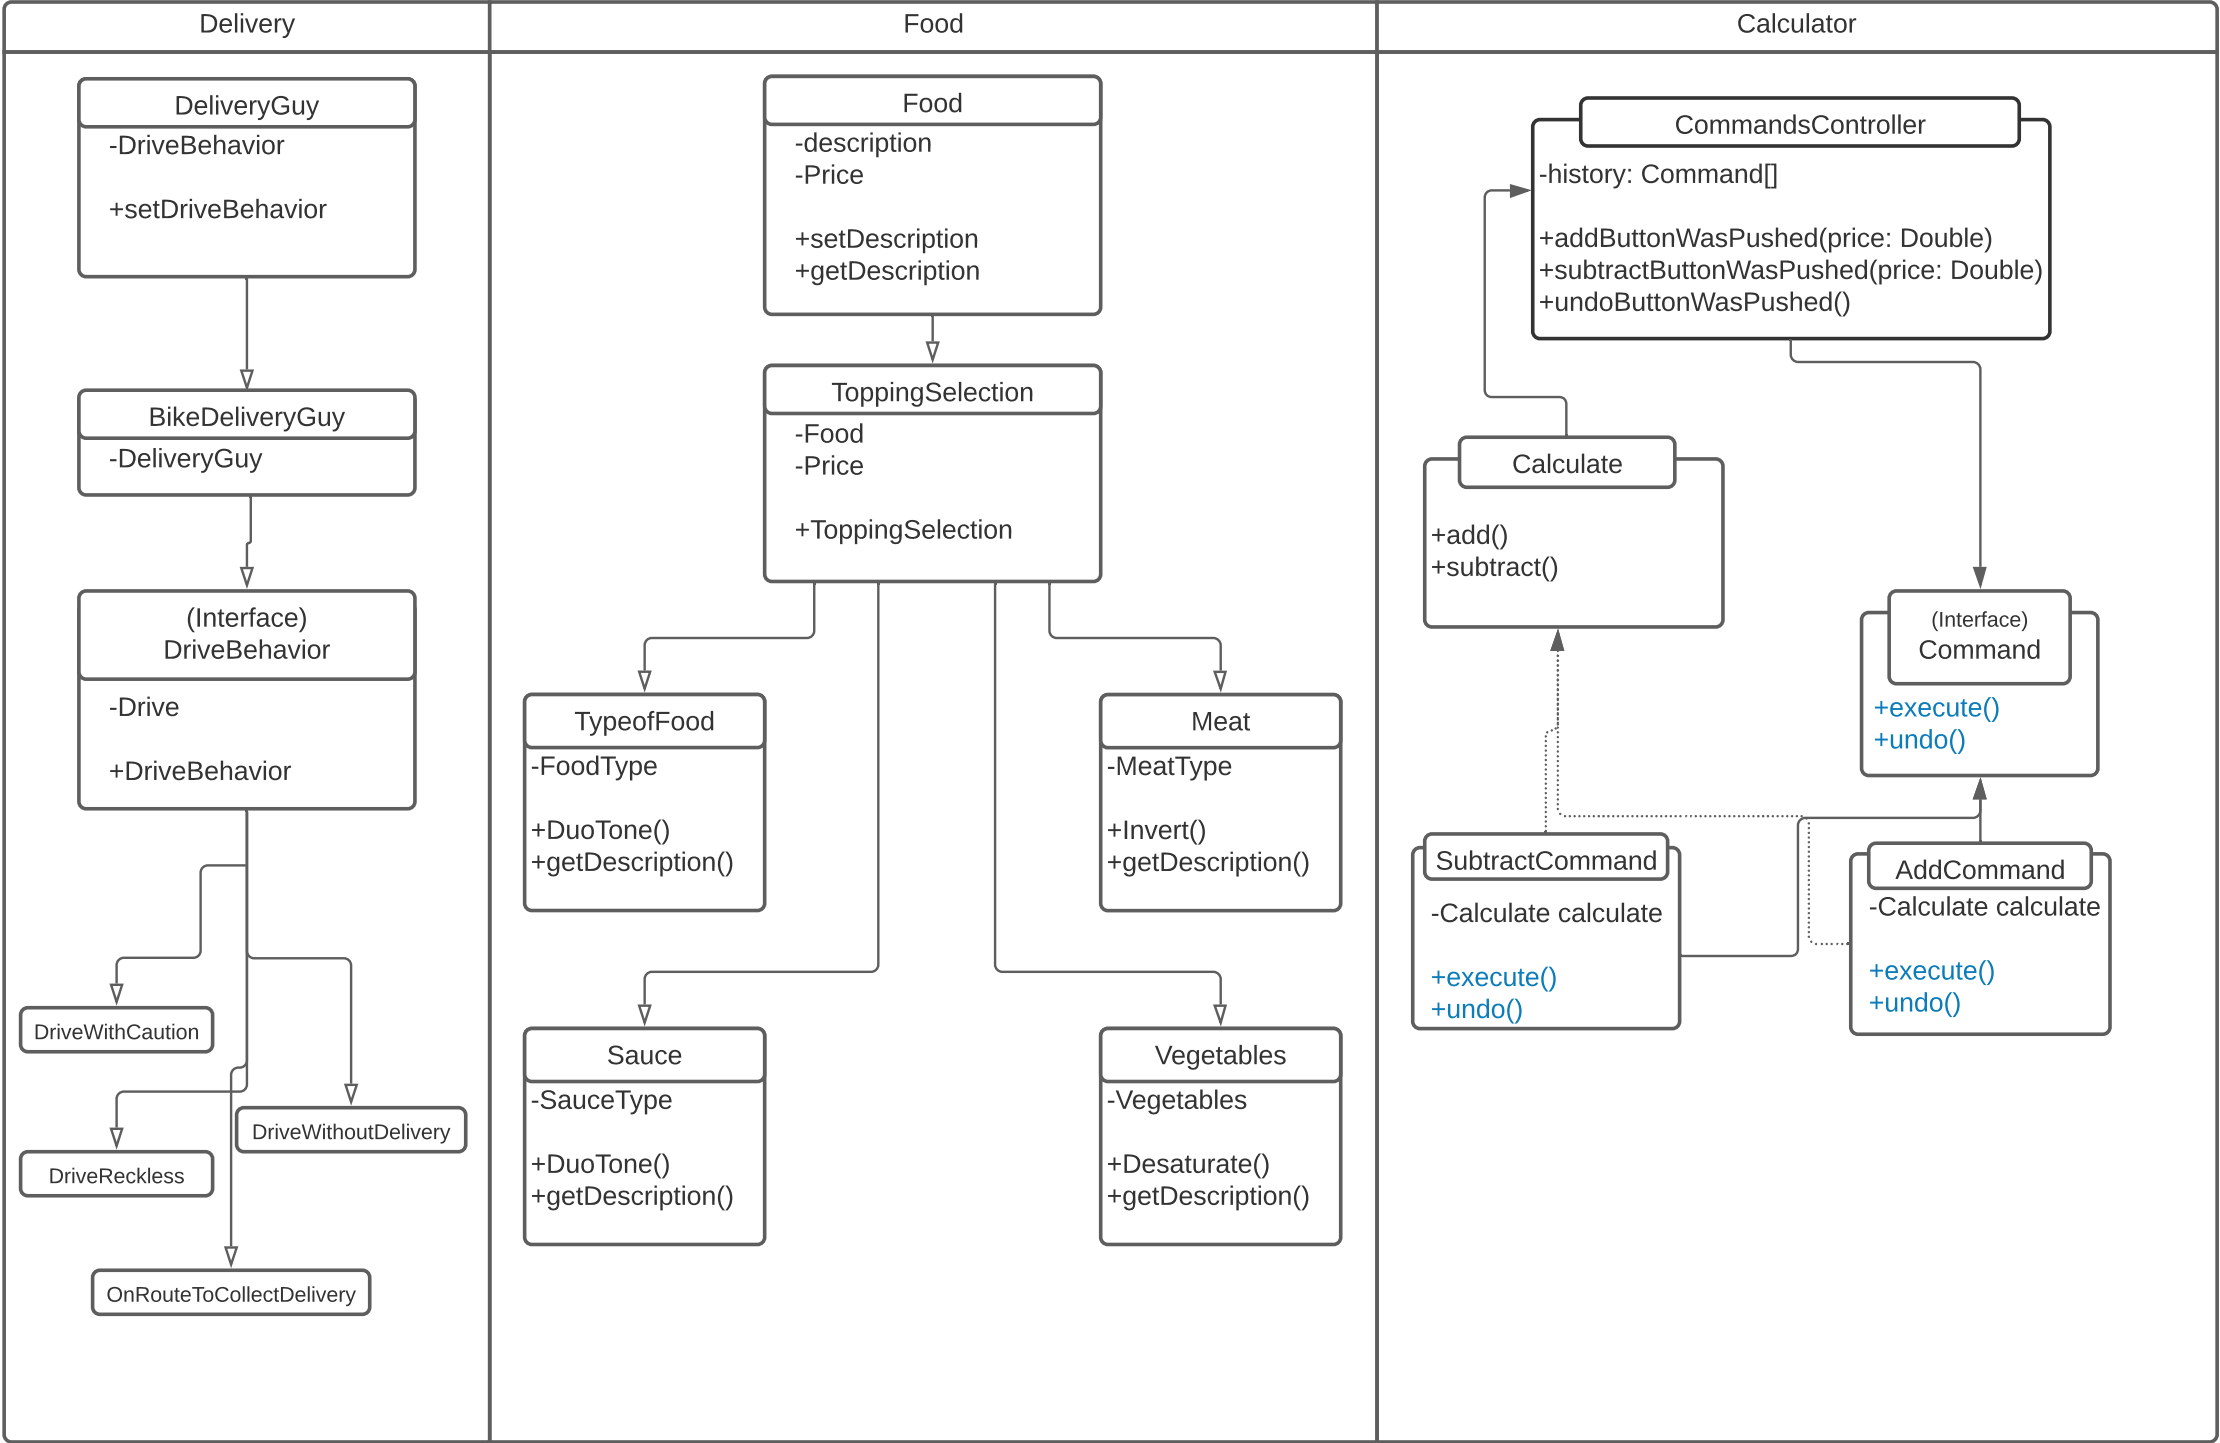 Delivery
Food
Calculator
DeliveryGuy
-DriveBehavior
+setDriveBehavior
BikeDeliveryGuy
-DeliveryGuy
(Interface)
DriveBehavior
-Drive
+DriveBehavior
DriveWithCaution
DriveWithoutDelivery
DriveReckless
OnRouteToCollectDelivery
Food
-description
-Price
+setDescription
+getDescription
ToppingSelection
-Food
-Price
+ToppingSelection
TypeofFood
-FoodType
+DuoTone()
+getDescription()
Meat
-MeatType
+Invert()
+getDescription()
Sauce
-SauceType
+DuoTone()
+getDescription()
Vegetables
-Vegetables
+Desaturate()
+getDescription()
CommandsController
-history: Command[]
+addButtonWasPushed(price: Double)
+subtractButtonWasPushed(price: Double)
+undoButtonWasPushed()
Calculate
+add()
+subtract()
(Interface)
Command
+execute()
+undo()
SubtractCommand
-Calculate calculate
+execute()
+undo()
AddCommand
-Calculate calculate
+execute()
+undo()